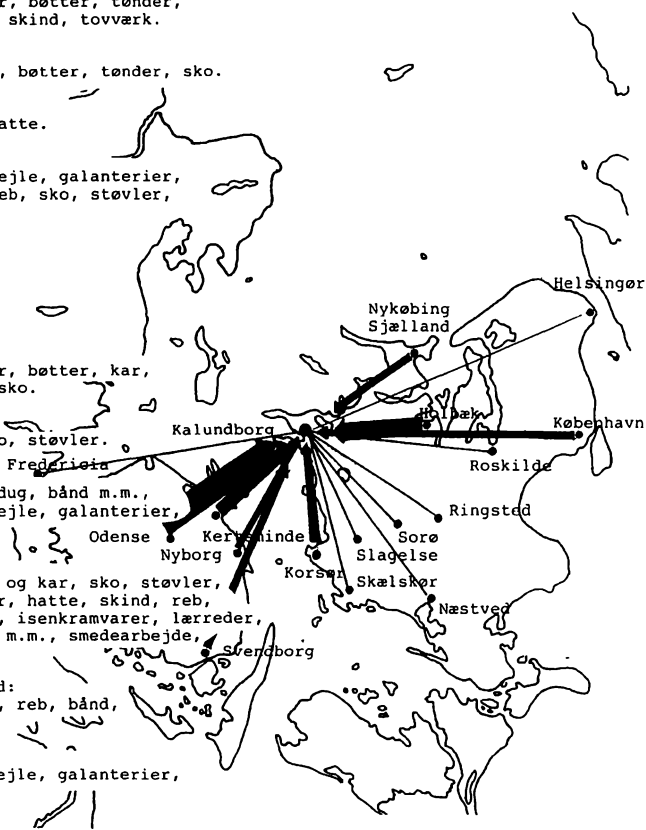 r, bøtter, tønder,
skind, tovværk.
, bøtter, tønder, sko.
atte.
ejle, galanterier,
eb, sko, støvler,
Helsingør
Nykøbing
Sjælland
r, bøtter, kar,
sko.
Holbæk
København
Kalundborg
o, støvler.
Fredericia
Roskilde
dug, bånd m.m.,
ejle, galanterier,
Ringsted
Odense
Kerteminde
Sorø
Nyborg
Slagelse
Korsør
og kar, sko, støvler,
Skælskør
r, hatte, skind, reb,
Næstved
, isenkramvarer, lærreder,
m.m., smedearbejde,
Svendborg
d:
, reb, bånd,
ejle, galanterier,